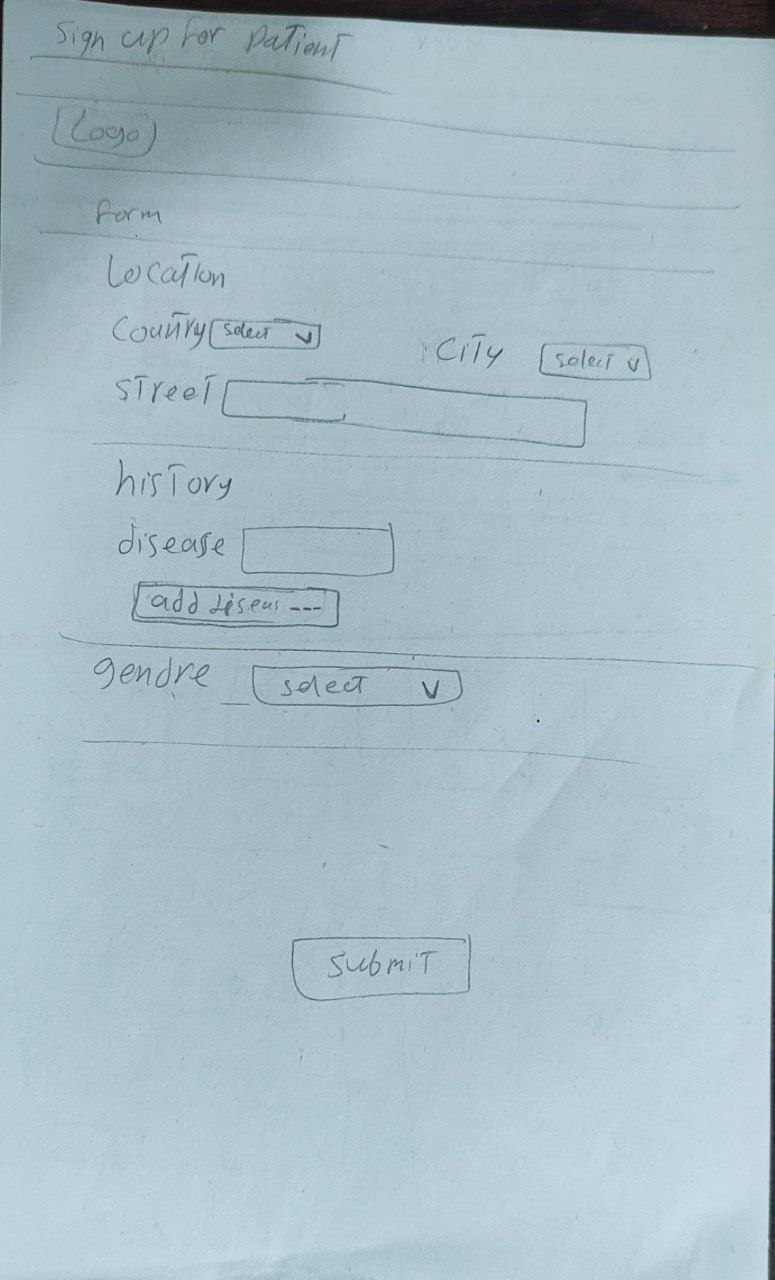 Sign up for patient
Logo
form
Location
Country select v City select v
street
history
disease
add diseas ---
gendre select v
submit